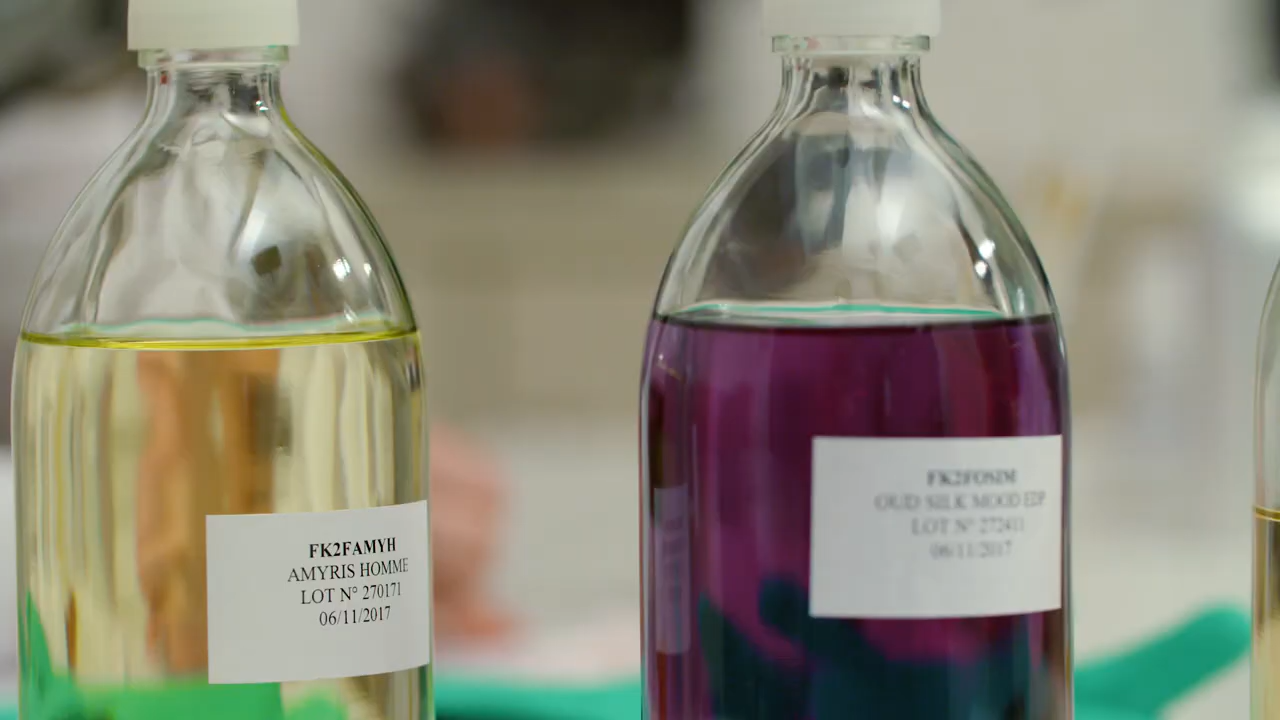 FK2FAMYH
AMYRIS HOMME
LOT N° 270171
06/11/2017
FK2FOSIM
OUD SILK MOOD EDP
LOT N° 272411
06/11/2017